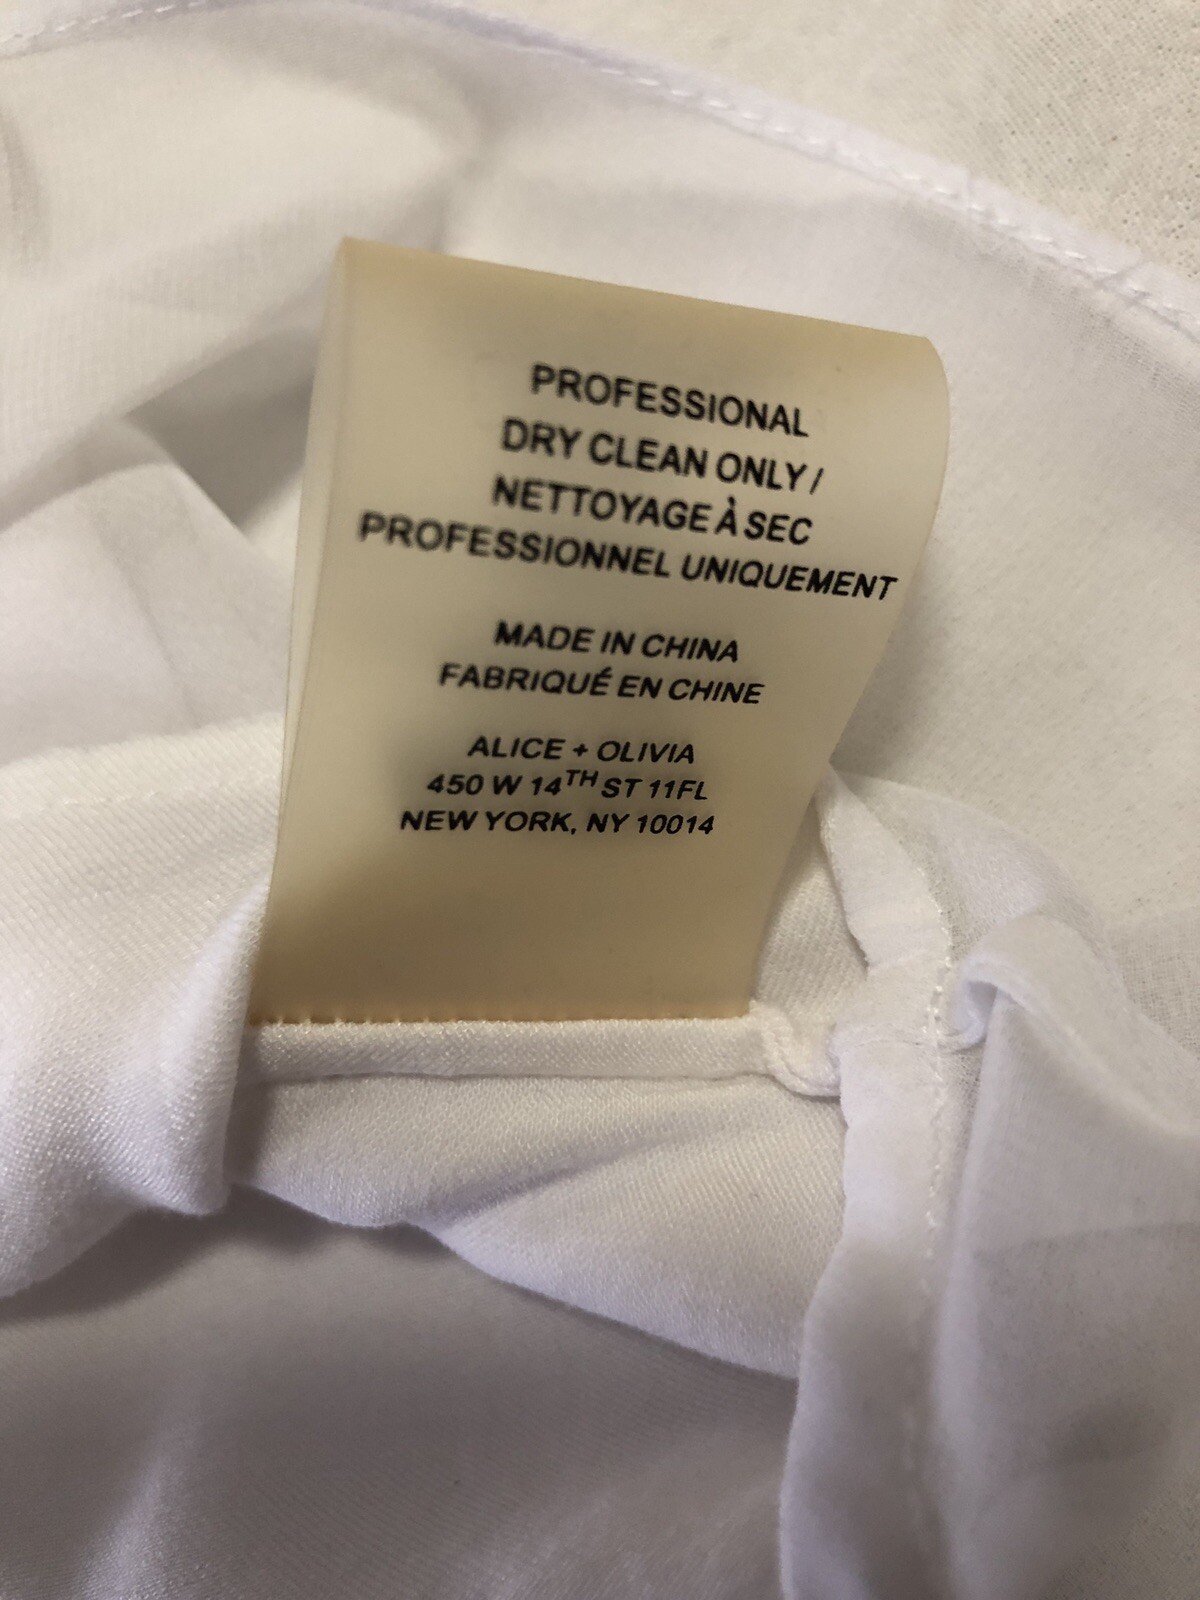 PROFESSIONAL
DRY CLEAN ONLY /
NETTOYAGE À SEC
PROFESSIONNEL UNIQUEMENT
MADE IN CHINA
FABRIQUÉ EN CHINE
ALICE + OLIVIA
450 W 14TH ST 11FL
NEW YORK, NY 10014